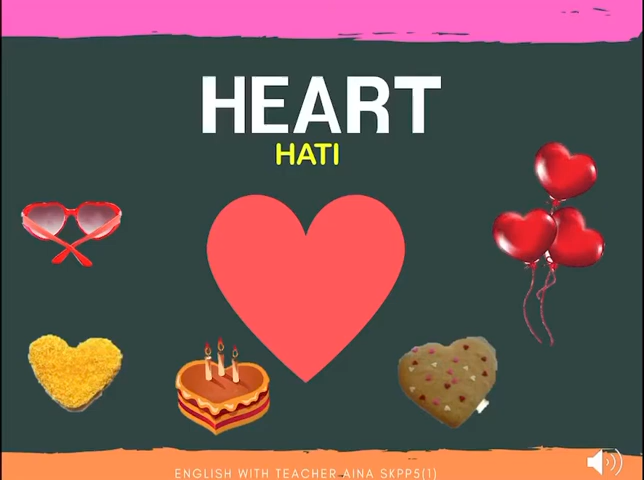 HEART
HATI
ENGLISH WITH TEACHER AINA SKPP5(1)